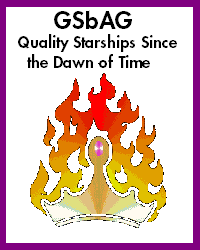 GSbAG
Quality Starships Since
the Dawn of Time